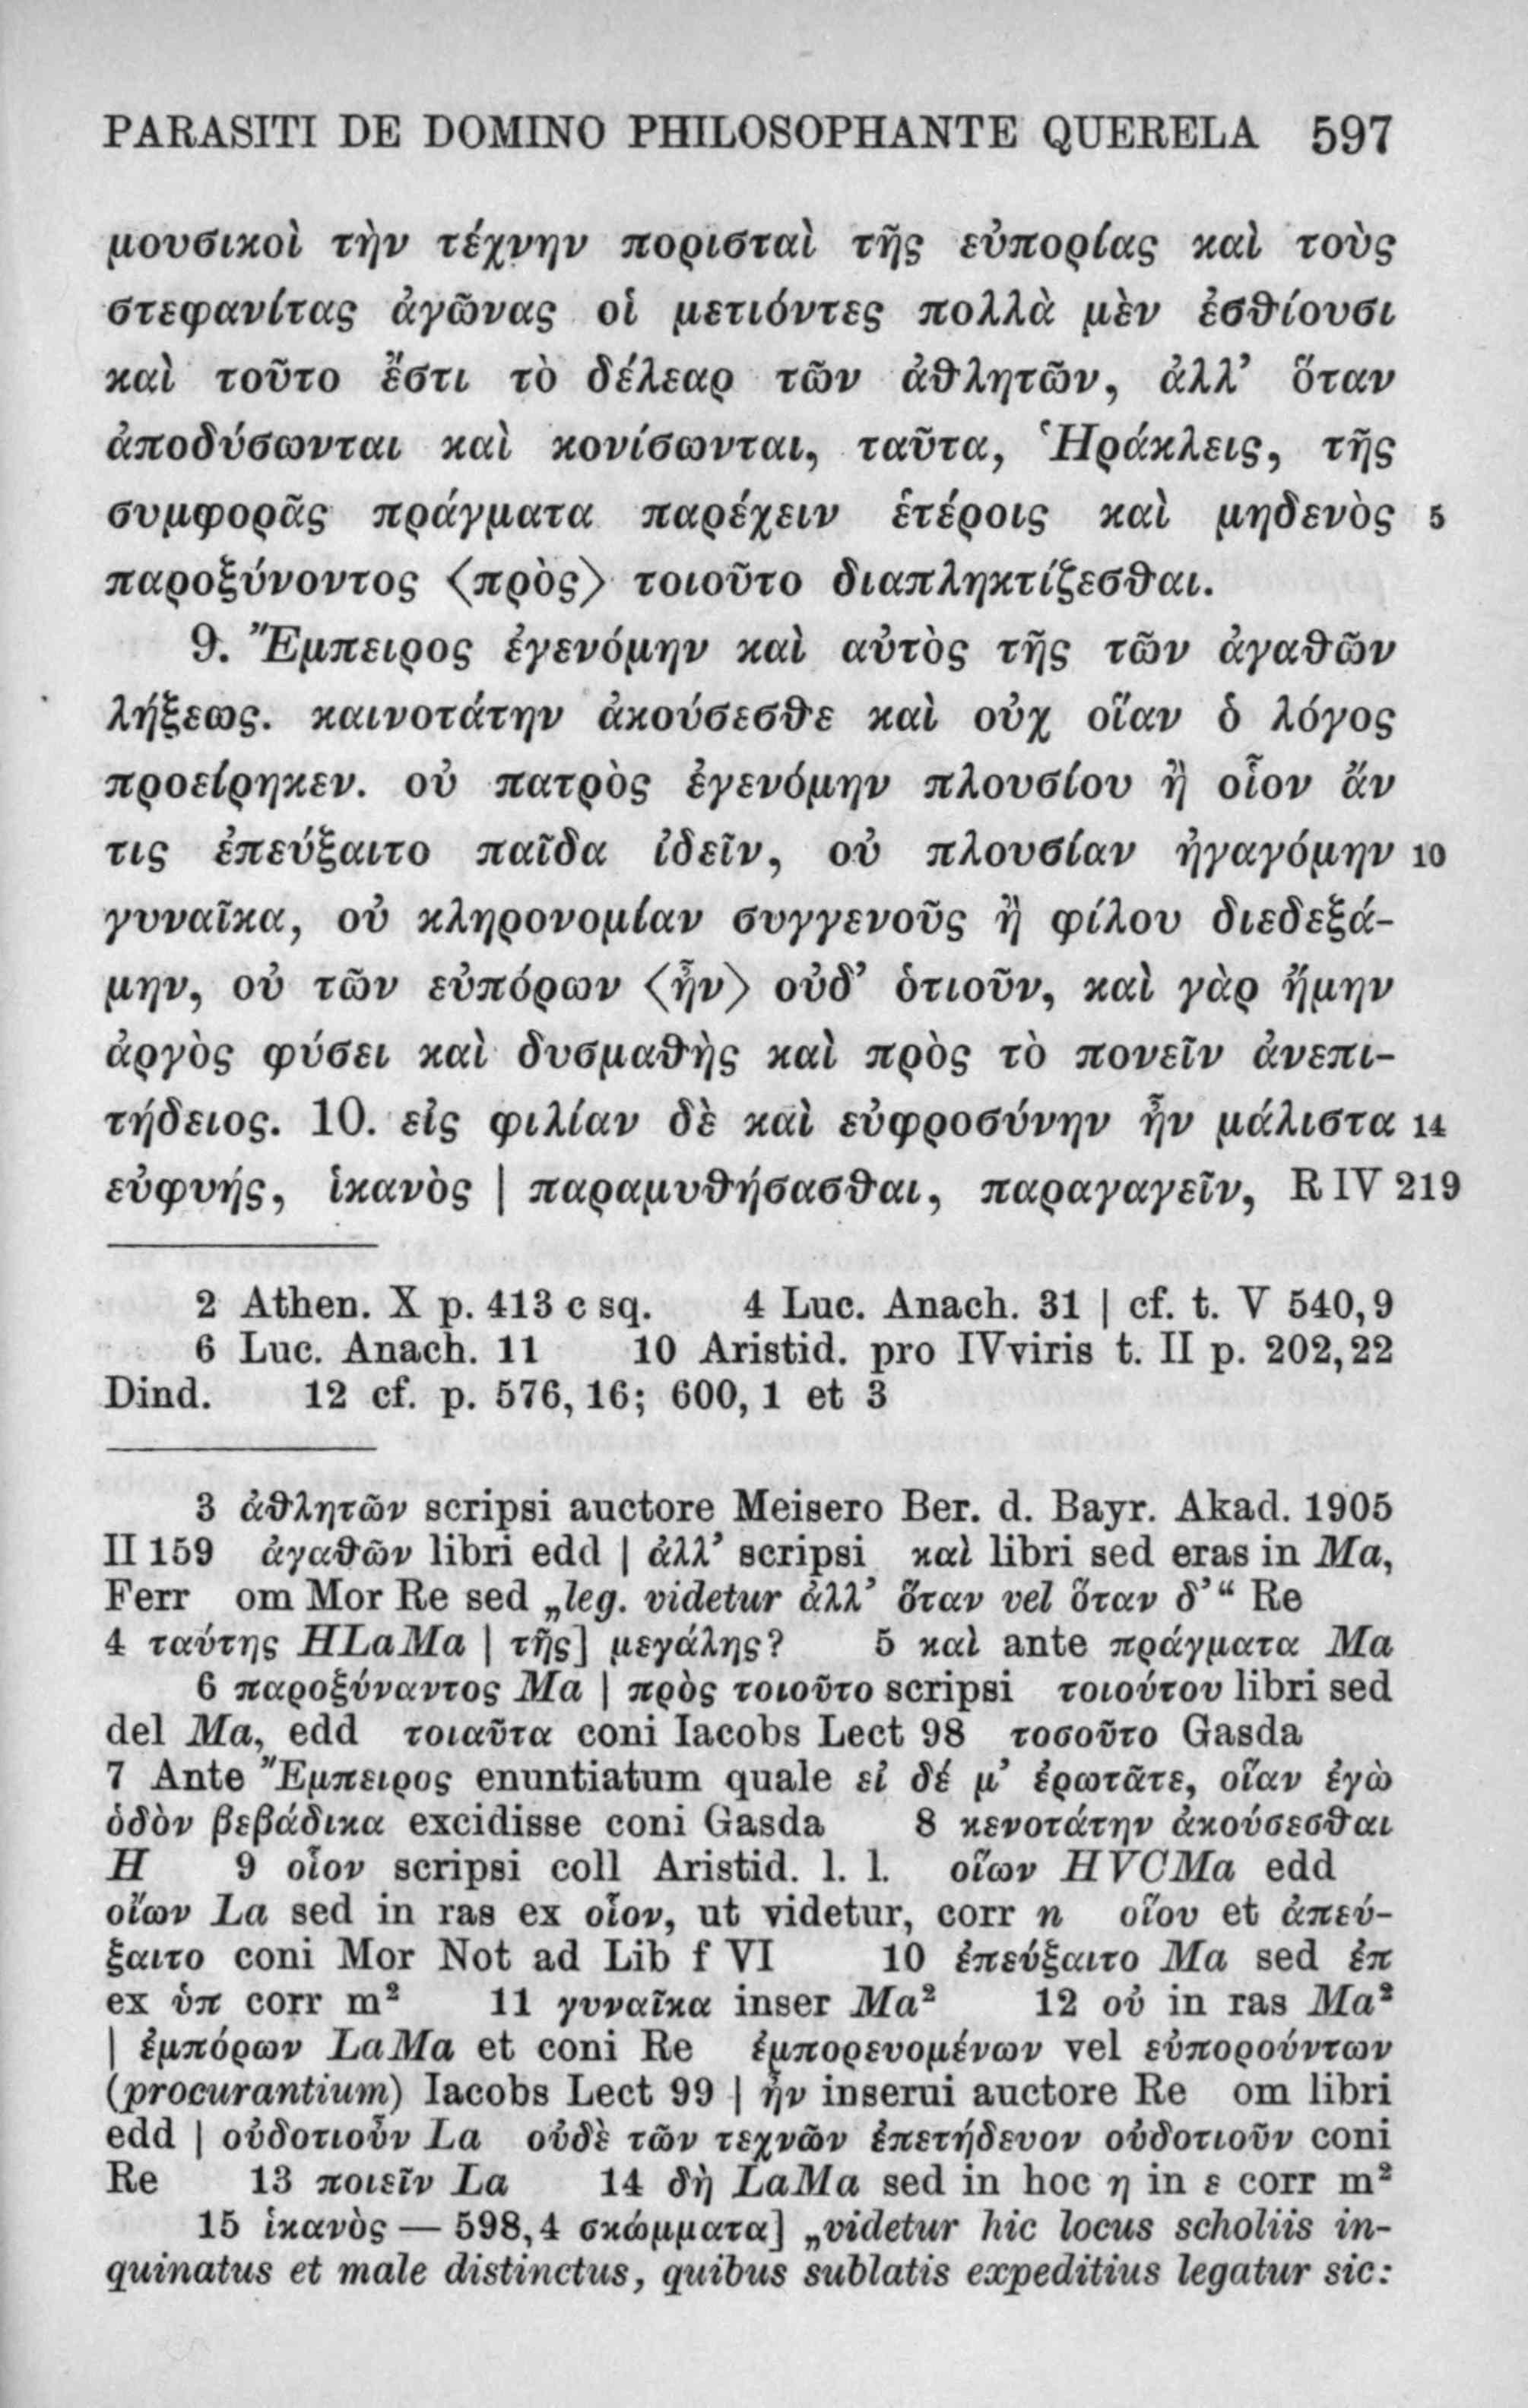 PARASITI DE DOMINO PHILOSOPHANTE QUERELA 597
μουσικοὶ τὴν τέχνην πορισταὶ τῆς εὐπορίας καὶ τοὺς
στεφανίτας ἀγῶνας οἱ μετιόντες πολλὰ μὲν ἐσθίουσι
καὶ τοῦτο ἔστι τὸ δέλεαρ τῶν ἀθλητῶν, ἀλλ’ ὅταν
ἀποδύσωνται καὶ κονίσωνται, ταῦτα, Ἡράκλεις, τῆς
συμφορᾶς πράγματα παρέχειν ἑτέροις καὶ μηδενὸς 5
παροξύνοντος ⟨πρὸς⟩ τοιοῦτο διαπληκτίζεσθαι.
9. Ἔμπειρος ἐγενόμην καὶ αὐτὸς τῆς τῶν ἀγαθῶν
λήξεως. καινοτάτην ἀκούσεσθε καὶ οὐχ οἵαν ὁ λόγος
προείρηκεν. οὐ πατρὸς ἐγενόμην πλουσίου ἢ οἷον ἄν
τις ἐπεύξαιτο παῖδα ἰδεῖν, οὐ πλουσίαν ἠγαγόμην 10
γυναῖκα, οὐ κληρονομίαν συγγενοῦς ἢ φίλου διεδεξά-
μην, οὐ τῶν εὐπόρων ⟨ἦν⟩ οὐδ’ ὁτιοῦν, καὶ γὰρ ἤμην
ἀργὸς φύσει καὶ δυσμαθὴς καὶ πρὸς τὸ πονεῖν ἀνεπι-
τήδειος. 10. εἰς φιλίαν δὲ καὶ εὐφροσύνην ἦν μάλιστα 14
εὐφυής, ἱκανὸς | παραμυθήσασθαι, παραγαγεῖν, R IV 219
2 Athen. X p. 413 c sq. 4 Luc. Anach. 31 | cf. t. V 540, 9
6 Luc. Anach. 11 10 Aristid. pro IVviris t. II p. 202, 22
Dind. 12 cf. p. 576, 16; 600, 1 et 3
3 ἀθλητῶν scripsi auctore Meisero Ber. d. Bayr. Akad. 1905
II 159 ἀγαθῶν libri edd | ἀλλ’ scripsi καὶ libri sed eras in Ma,
Ferr om Mor Re sed „leg. videtur ἀλλ’ ὅταν vel ὅταν δ’“ Re
4 ταύτης HLaMa | τῆς] μεγάλης? 5 καὶ ante πράγματα Ma
6 παροξύναντος Ma | πρὸς τοιοῦτο scripsi τοιούτου libri sed
del Ma, edd τοιαῦτα coni Iacobs Lect 98 τοσοῦτο Gasda
7 Ante Ἔμπειρος enuntiatum quale εἰ δέ μ’ ἐρωτᾶτε, οἵαν ἐγὼ
ὁδὸν βεβάδικα excidisse coni Gasda 8 κενοτάτην ἀκούσεσθαι
H 9 οἷον scripsi coll Aristid. l. l. οἵων HVCMa edd
οἵων La sed in ras ex οἷον, ut videtur, corr n οἵου et ἀπεύ-
ξαιτο coni Mor Not ad Lib f VI 10 ἐπεύξαιτο Ma sed ἐπ
ex ὑπ corr m² 11 γυναῖκα inser Ma² 12 οὐ in ras Ma²
| ἐμπόρων LaMa et coni Re ἐμπορευομένων vel εὐπορούντων
(procurantium) Iacobs Lect 99 | ἦν inserui auctore Re om libri
edd | οὐδοτιοῦν La οὐδὲ τῶν τεχνῶν ἐπετήδευον οὐδοτιοῦν coni
Re 13 ποιεῖν La 14 δὴ LaMa sed in hoc η in ε corr m²
15 ἱκανὸς — 598, 4 σκώμματα] „videtur hic locus scholiis in-
quinatus et male distinctus, quibus sublatis expeditius legatur sic: